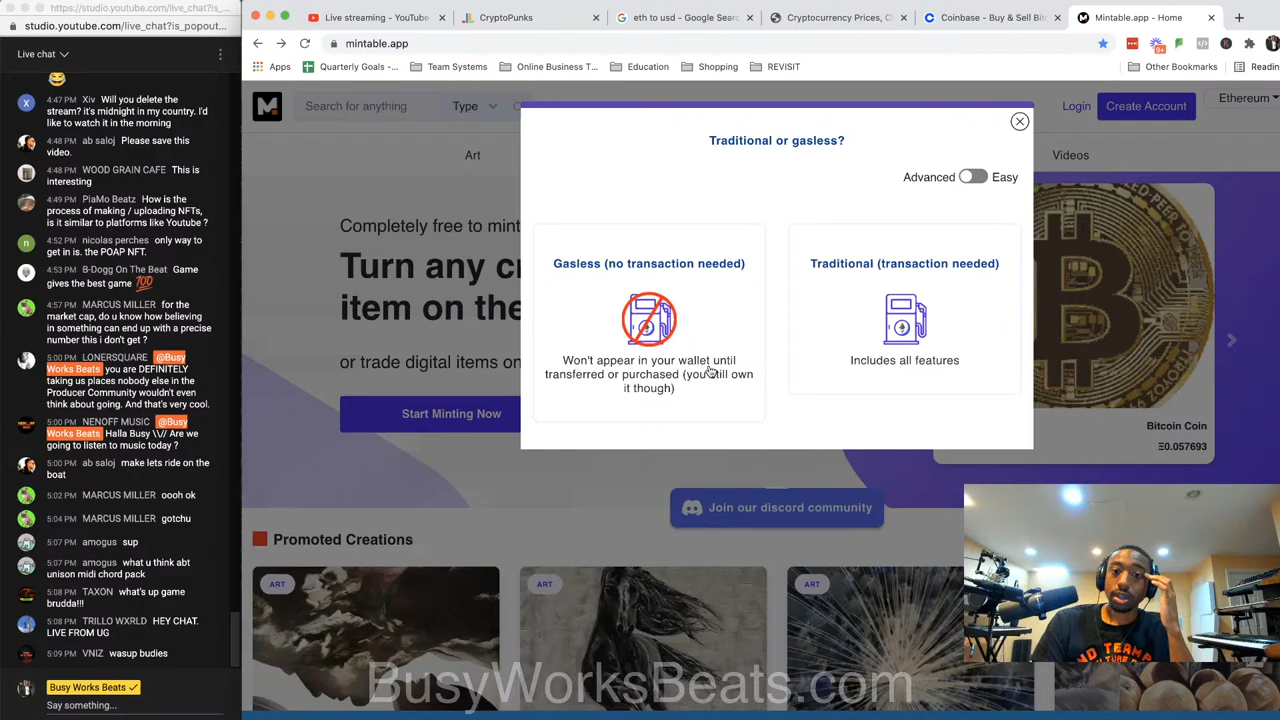 https://studio.youtube.com/live_chat?is_popout...
studio.youtube.com/live_chat?is_popout...
Live chat
4:47 PM Xiv Will you delete the
stream? it's midnight in my country. I'd
like to watch it in the morning
4:48 PM ab saloj Please save this
video.
4:48 PM WOOD GRAIN CAFE This is
interesting
4:49 PM PiaMo Beatz How is the
process of making / uploading NFTs,
is it similar to platforms like Youtube ?
4:52 PM nicolas perches only way to
get in is. the POAP NFT.
4:53 PM B-Dogg On The Beat Game
gives the best game 💯
4:57 PM MARCUS MILLER for the
market cap, do u know how believing
in something can end up with a precise
number this i don't get ?
5:00 PM LONERSQUARE @Busy
Works Beats you are DEFINITELY
taking us places nobody else in the
Producer Community wouldn't even
think about going. And that's very cool.
5:00 PM NENOFF MUSIC @Busy
Works Beats Halla Busy \\// Are we
going to listen to music today ?
5:00 PM ab saloj make lets ride on the
boat
5:02 PM MARCUS MILLER oooh ok
5:04 PM MARCUS MILLER gotchu
5:07 PM amogus sup
5:07 PM amogus what u think abt
unison midi chord pack
5:08 PM TAXON what's up game
brudda!!!
5:08 PM TRILLO WXRLD HEY CHAT.
LIVE FROM UG
5:09 PM VNIZ wasup budies
Busy Works Beats
Say something...
Live streaming - YouTube
CryptoPunks
eth to usd - Google Searc
Cryptocurrency Prices, C
Coinbase - Buy & Sell Bit
Mintable.app - Home
mintable.app
Apps
Quarterly Goals -...
Team Systems
Online Business T...
Education
Shopping
REVISIT
Other Bookmarks
Readin
M.
Search for anything
Type
Login
Create Account
Ethereum
Art
Videos
Traditional or gasless?
Advanced
Easy
Gasless (no transaction needed)
Won't appear in your wallet until
transferred or purchased (you still own
it though)
Traditional (transaction needed)
Includes all features
Completely free to mint
Turn any cr
item on the
or trade digital items on
Start Minting Now
Bitcoin Coin
Ξ0.057693
Join our discord community
Promoted Creations
ART
ART
ART
BusyWorksBeats.com